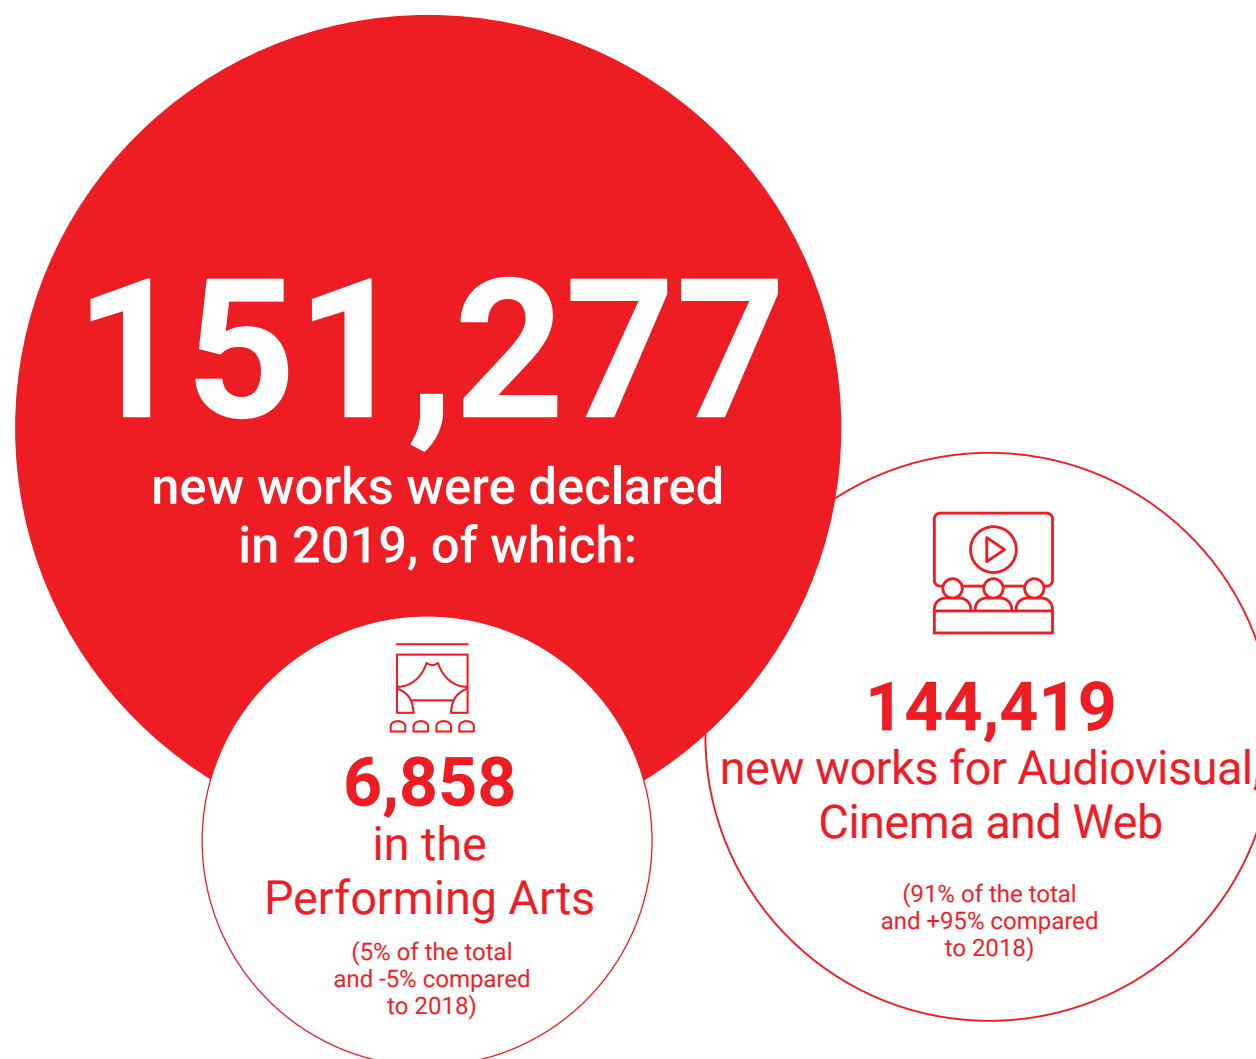 151,277
new works were declared
in 2019, of which:
6,858
in the
Performing Arts
(5% of the total
and -5% compared
to 2018)
144,419
new works for Audiovisual,
Cinema and Web
(91% of the total
and +95% compared
to 2018)